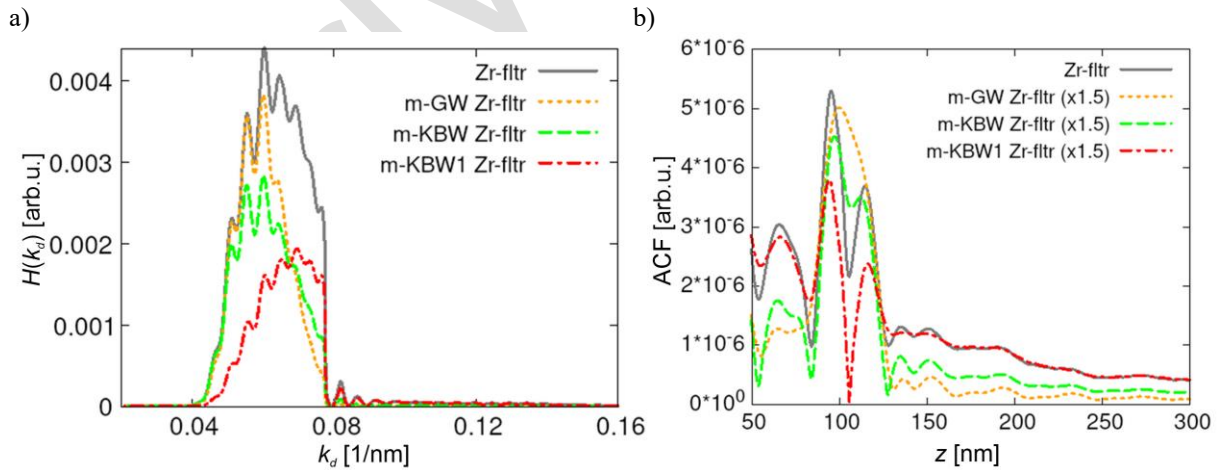 a)
H(k_d) [arb.u.]
0.004
0.003
0.002
0.001
0
Zr-fltr
m-GW Zr-fltr
m-KBW Zr-fltr
m-KBW1 Zr-fltr
0.04
0.08
0.12
0.16
k_d [1/nm]
b)
ACF [arb.u.]
6*10^-6
5*10^-6
4*10^-6
3*10^-6
2*10^-6
1*10^-6
0*10^0
Zr-fltr
m-GW Zr-fltr (x1.5)
m-KBW Zr-fltr (x1.5)
m-KBW1 Zr-fltr (x1.5)
50
100
150
200
250
300
z [nm]